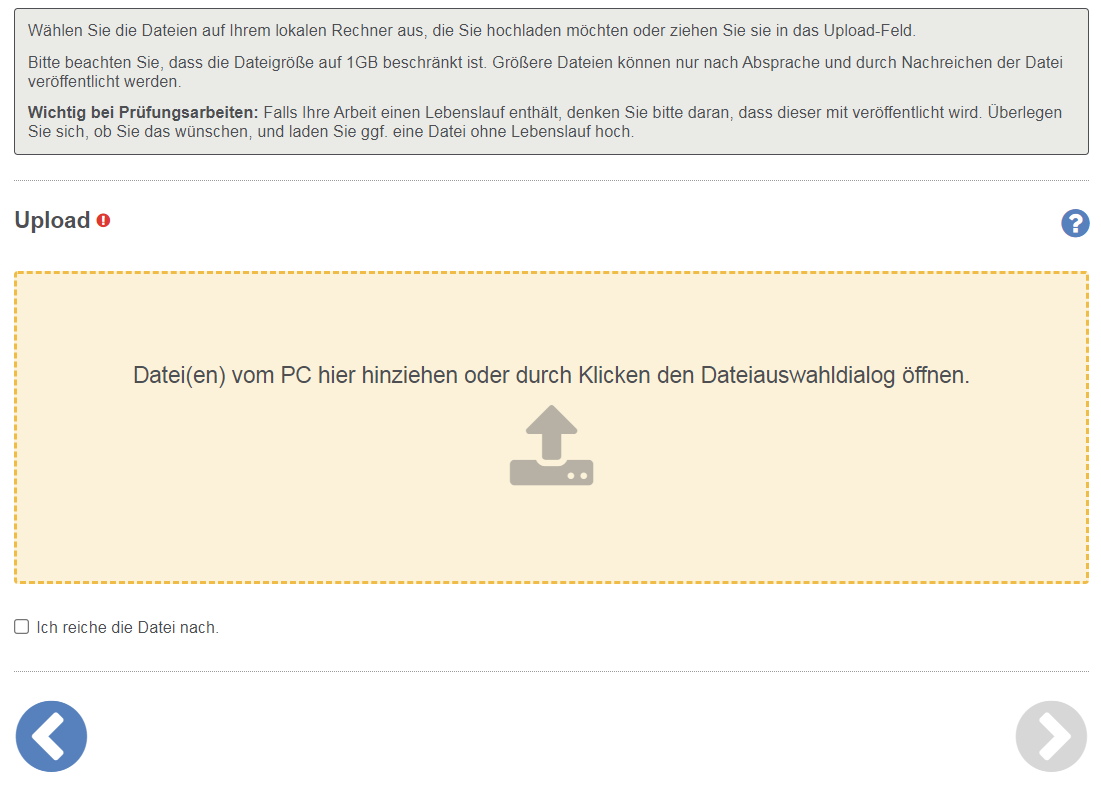 Wählen Sie die Dateien auf Ihrem lokalen Rechner aus, die Sie hochladen möchten oder ziehen Sie sie in das Upload-Feld.
Bitte beachten Sie, dass die Dateigröße auf 1GB beschränkt ist. Größere Dateien können nur nach Absprache und durch Nachreichen der Datei
veröffentlicht werden.
Wichtig bei Prüfungsarbeiten: Falls Ihre Arbeit einen Lebenslauf enthält, denken Sie bitte daran, dass dieser mit veröffentlicht wird. Überlegen
Sie sich, ob Sie das wünschen, und laden Sie ggf. eine Datei ohne Lebenslauf hoch.
Upload
Datei(en) vom PC hier hinziehen oder durch Klicken den Dateiauswahldialog öffnen.
Ich reiche die Datei nach.